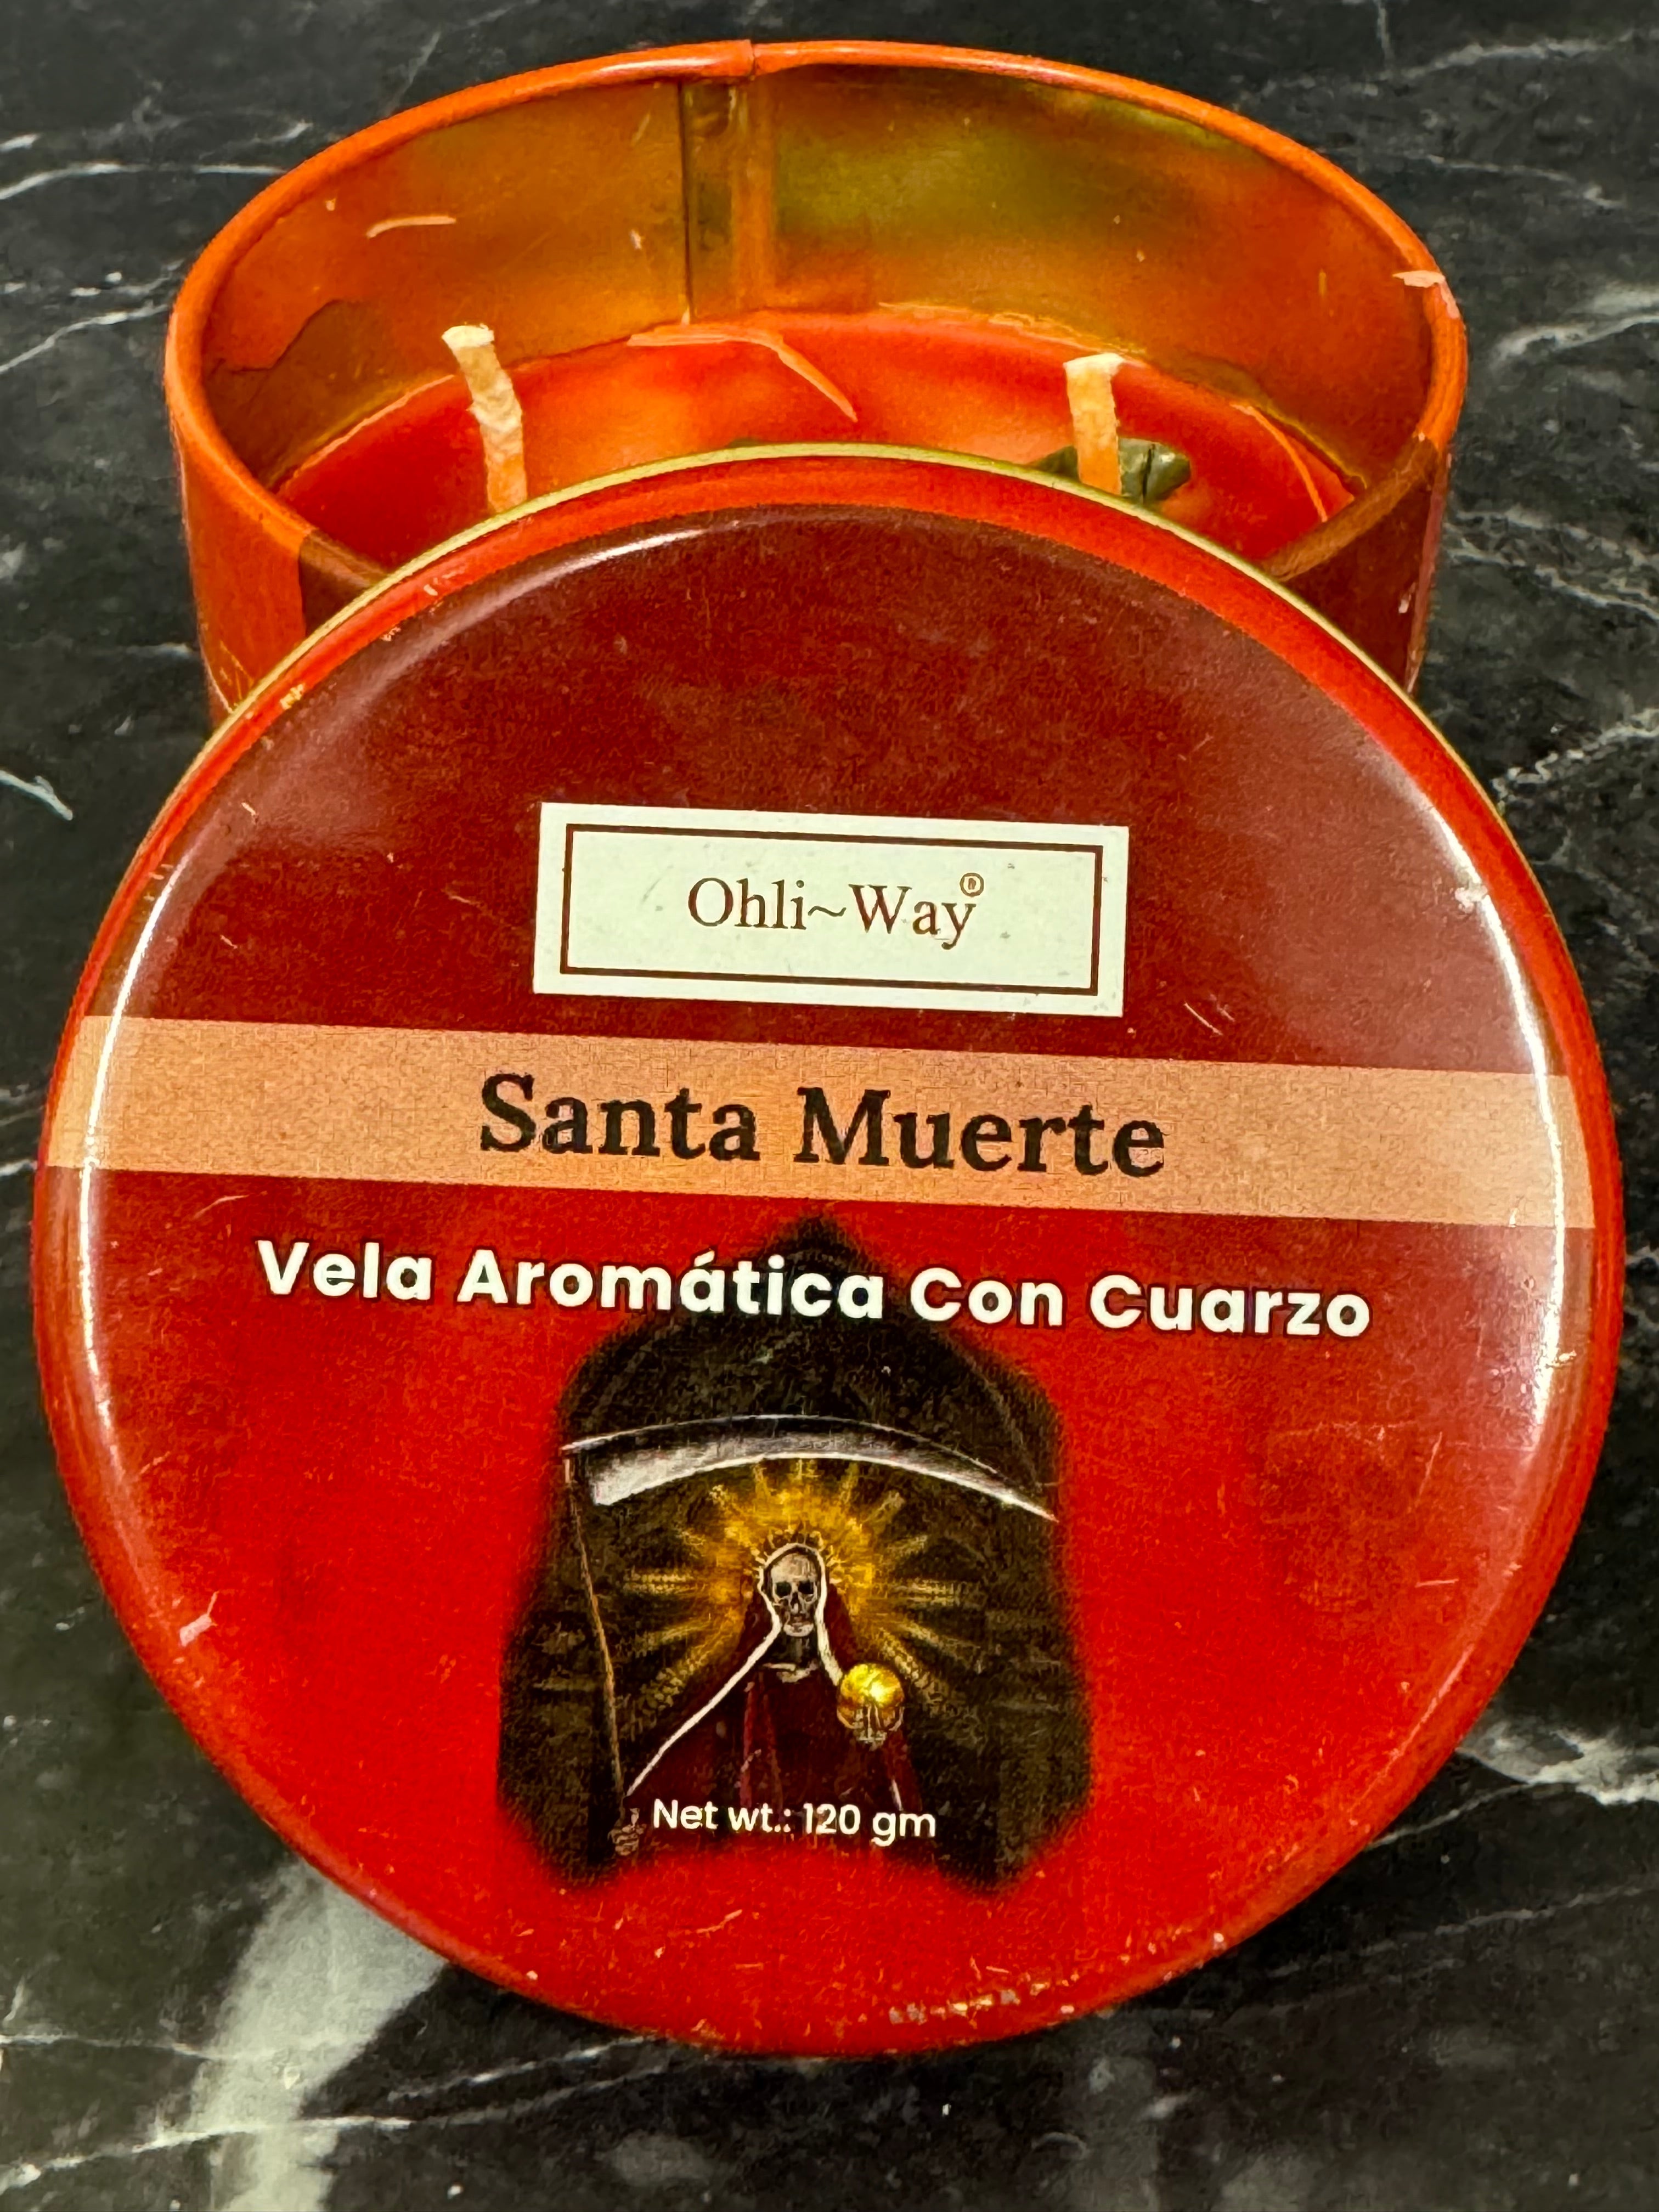 Ohli~Way®
Santa Muerte
Vela Aromática Con Cuarzo
Net wt.: 120 gm